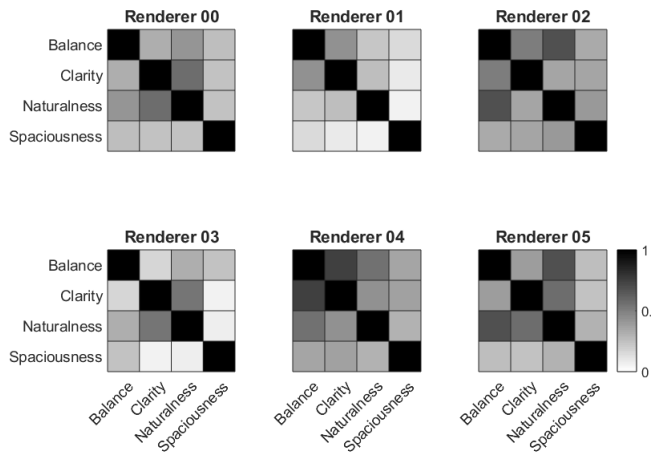 Renderer 00 Renderer 01 Renderer 02
Balance
Clarity
Naturalness
Spaciousness
Renderer 03 Renderer 04 Renderer 05
Balance
Clarity
Naturalness
Spaciousness
1
0.
0
Balance Clarity Naturalness Spaciousness Balance Clarity Naturalness Spaciousness Balance Clarity Naturalness Spaciousness